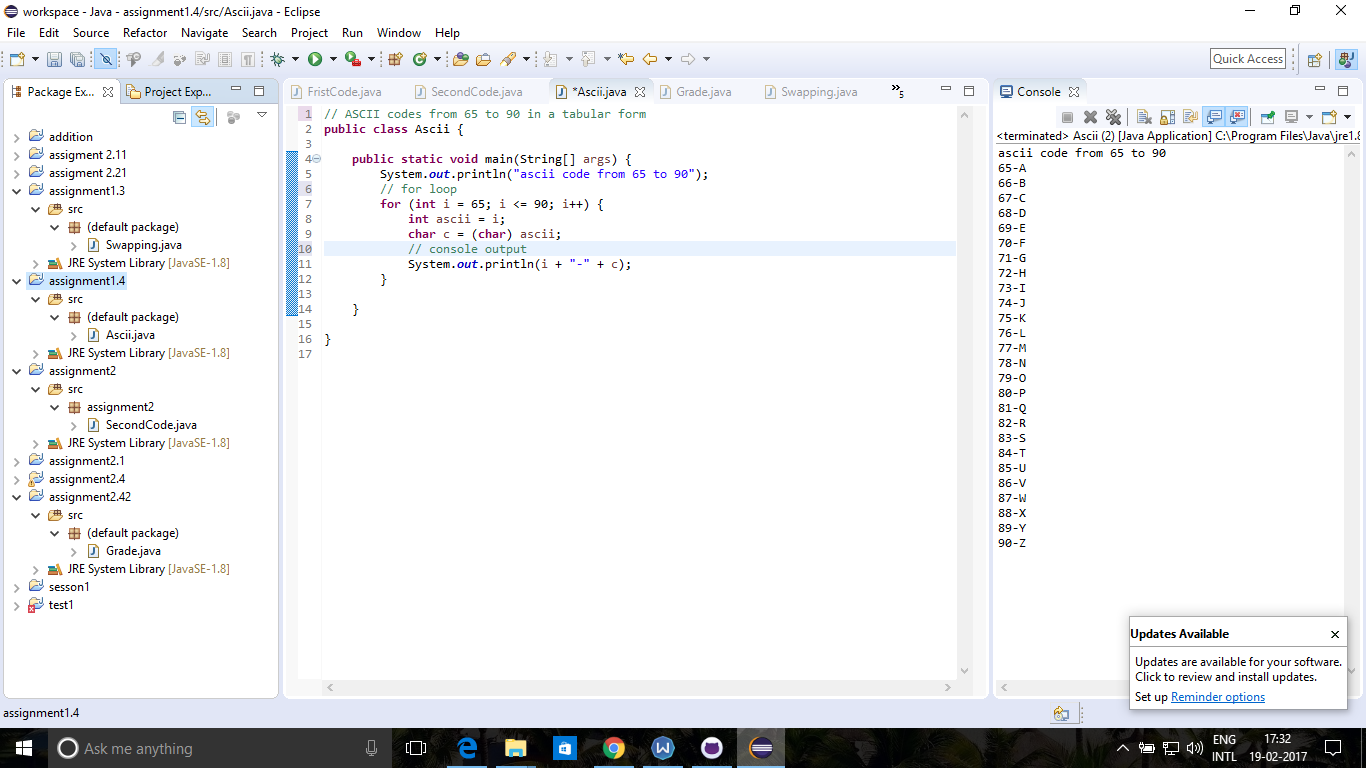 workspace - Java - assignment1.4/src/Ascii.java - Eclipse
File Edit Source Refactor Navigate Search Project Run Window Help
Quick Access
Package Ex...
Project Exp...
addition
assigment 2.11
assigment 2.21
assignment1.3
src
(default package)
Swapping.java
JRE System Library [JavaSE-1.8]
assignment1.4
src
(default package)
Ascii.java
JRE System Library [JavaSE-1.8]
assignment2
src
assignment2
SecondCode.java
JRE System Library [JavaSE-1.8]
assignment2.1
assignment2.4
assignment2.42
src
(default package)
Grade.java
JRE System Library [JavaSE-1.8]
sesson1
test1
FristCode.java SecondCode.java *Ascii.java Grade.java Swapping.java »5
1 // ASCII codes from 65 to 90 in a tabular form
2 public class Ascii {
3
4 public static void main(String[] args) {
5 System.out.println("ascii code from 65 to 90");
6 // for loop
7 for (int i = 65; i <= 90; i++) {
8 int ascii = i;
9 char c = (char) ascii;
10 // console output
11 System.out.println(i + "-" + c);
12 }
13
14 }
15
16 }
17
Console
<terminated> Ascii (2) [Java Application] C:\Program Files\Java\jre1.8
ascii code from 65 to 90
65-A
66-B
67-C
68-D
69-E
70-F
71-G
72-H
73-I
74-J
75-K
76-L
77-M
78-N
79-O
80-P
81-Q
82-R
83-S
84-T
85-U
86-V
87-W
88-X
89-Y
90-Z
Updates Available
Updates are available for your software.
Click to review and install updates.
Set up Reminder options
assignment1.4
Ask me anything
ENG
INTL
17:32
19-02-2017